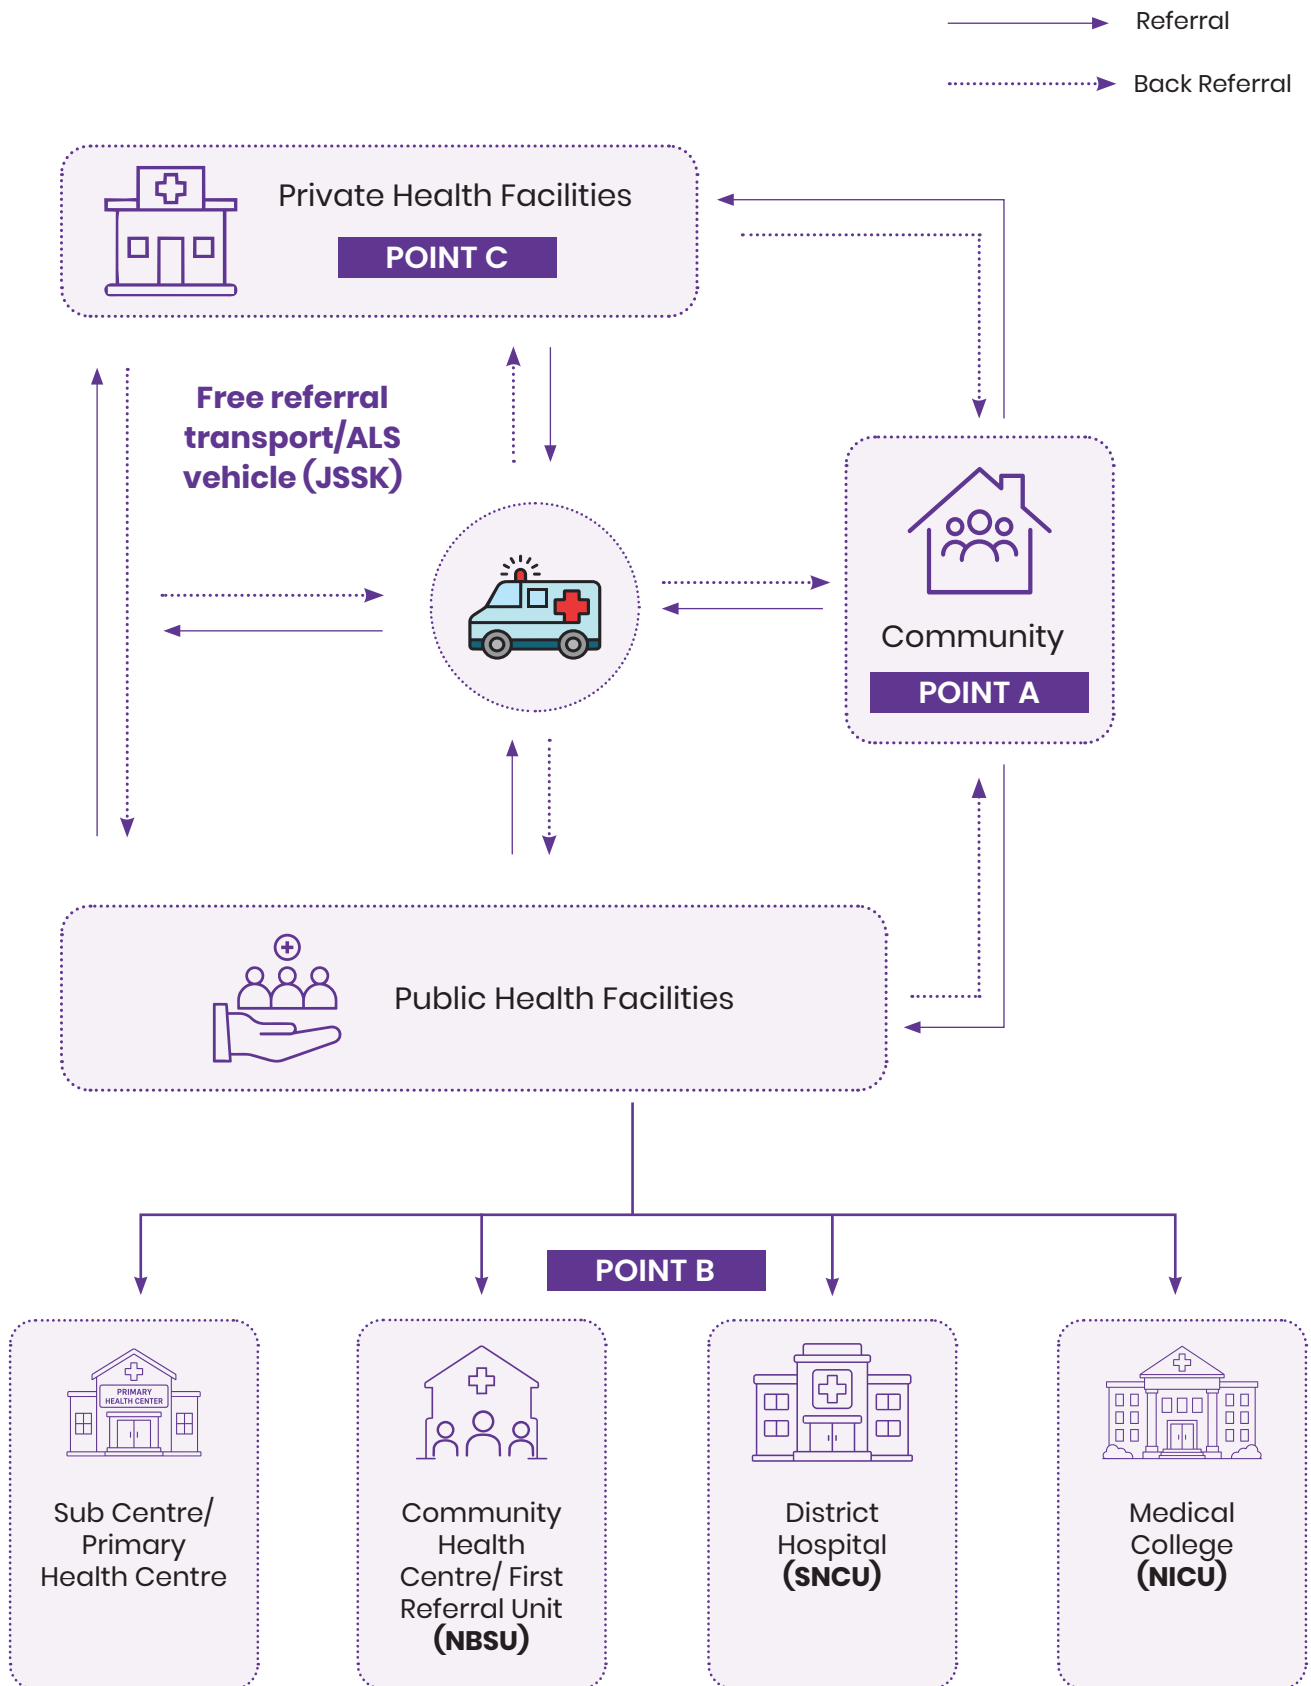 Referral
Back Referral
Private Health Facilities
POINT C
Free referral
transport/ALS
vehicle (JSSK)
Community
POINT A
Public Health Facilities
POINT B
PRIMARY
HEALTH CENTER
Sub Centre/
Primary
Health Centre
Community
Health
Centre/ First
Referral Unit
(NBSU)
District
Hospital
(SNCU)
Medical
College
(NICU)